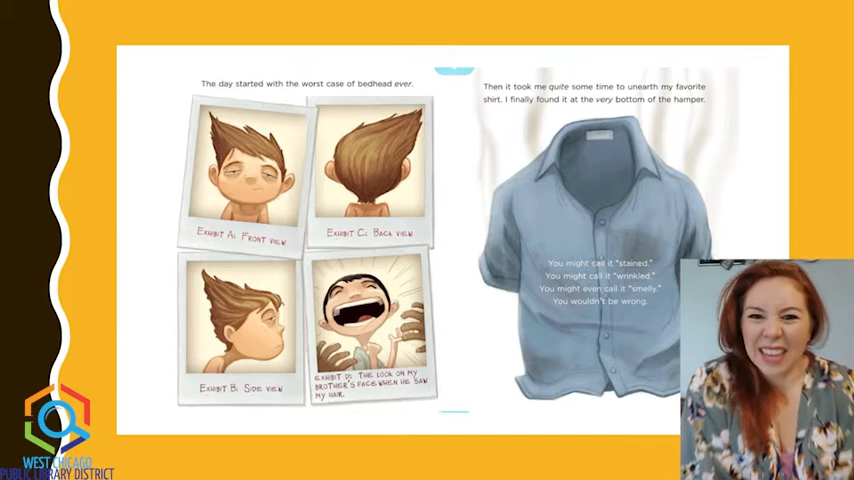 The day started with the worst case of bedhead ever.
EXHIBIT A: FRONT VIEW
EXHIBIT C: BACK VIEW
EXHIBIT B: SIDE VIEW
EXHIBIT D: THE LOOK ON MY
BROTHER'S FACE WHEN HE SAW
MY HAIR.
Then it took me quite some time to unearth my favorite
shirt. I finally found it at the very bottom of the hamper.
You might call it "stained."
You might call it "wrinkled."
You might even call it "smelly."
You wouldn't be wrong.
WEST CHICAGO
PUBLIC LIBRARY DISTRICT